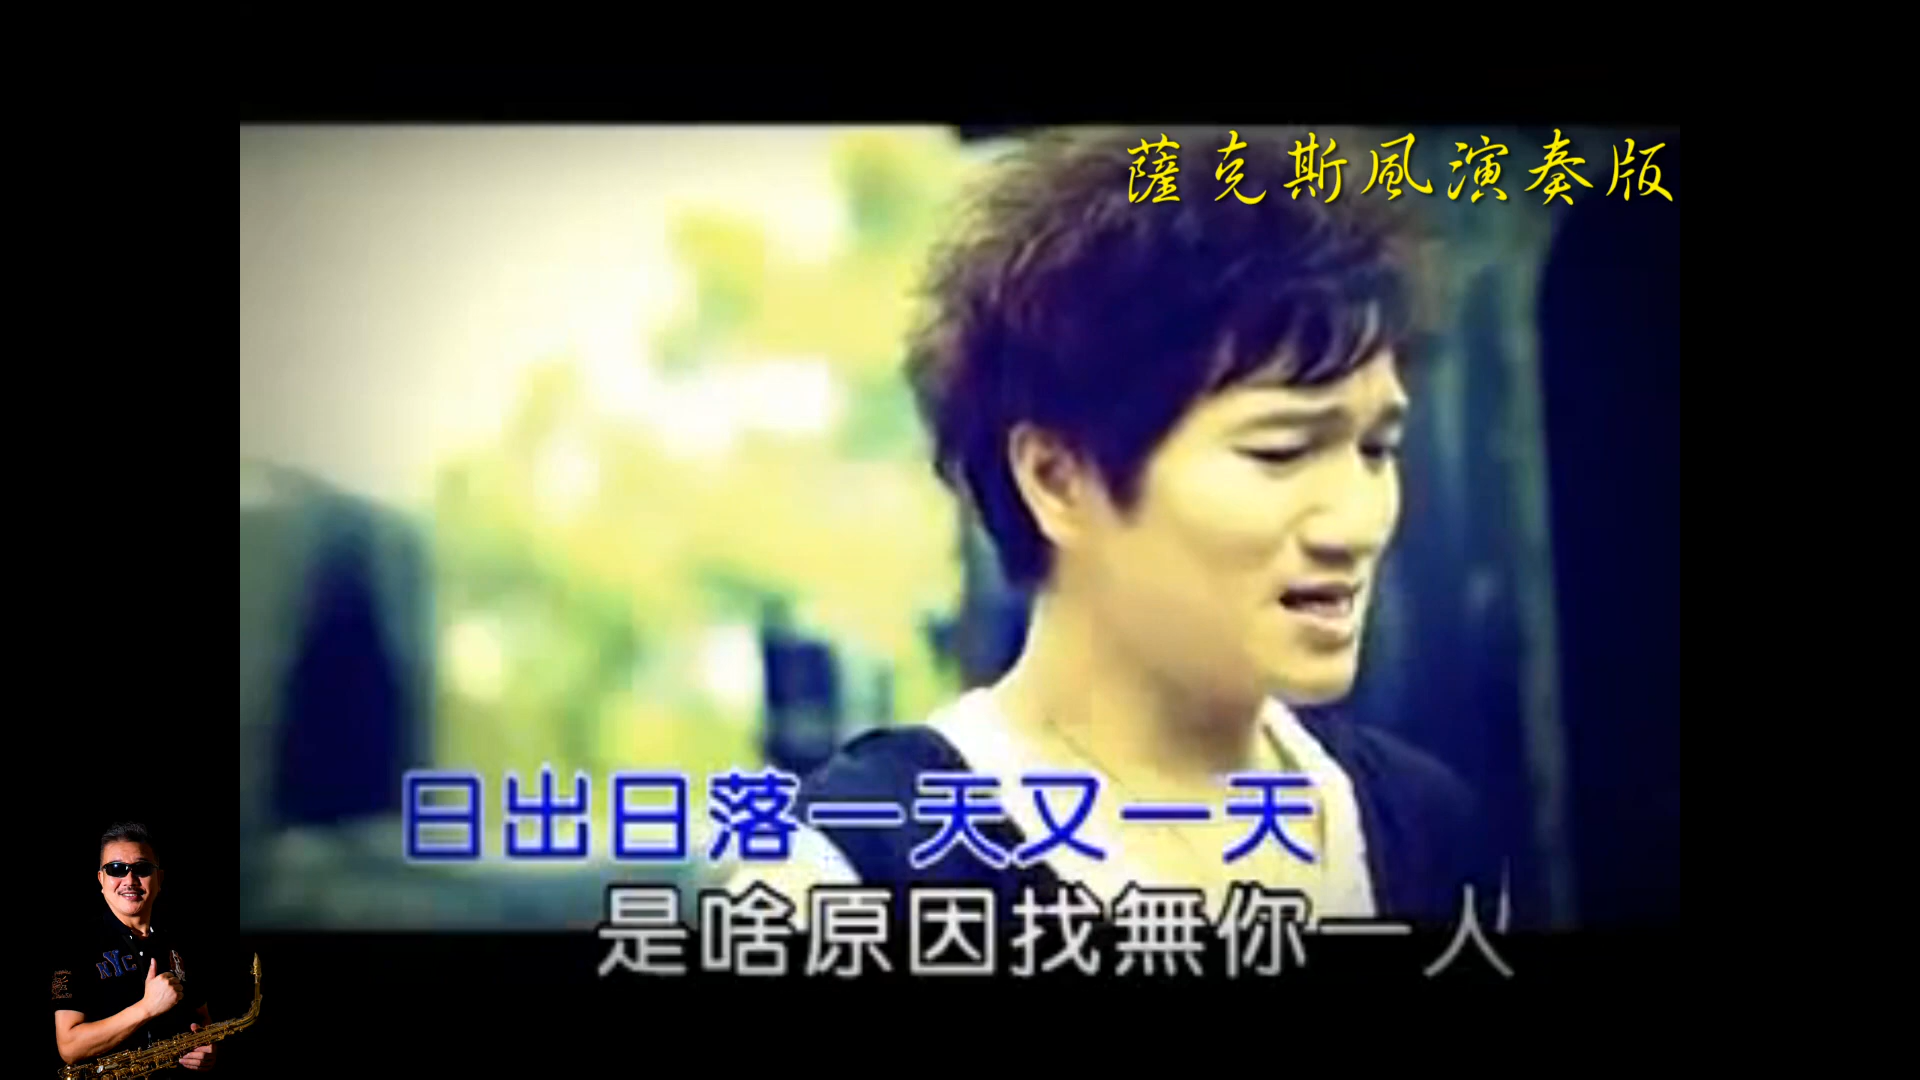 薩克斯風演奏版
日出日落一天又一天
是啥原因找無你一人
NYC